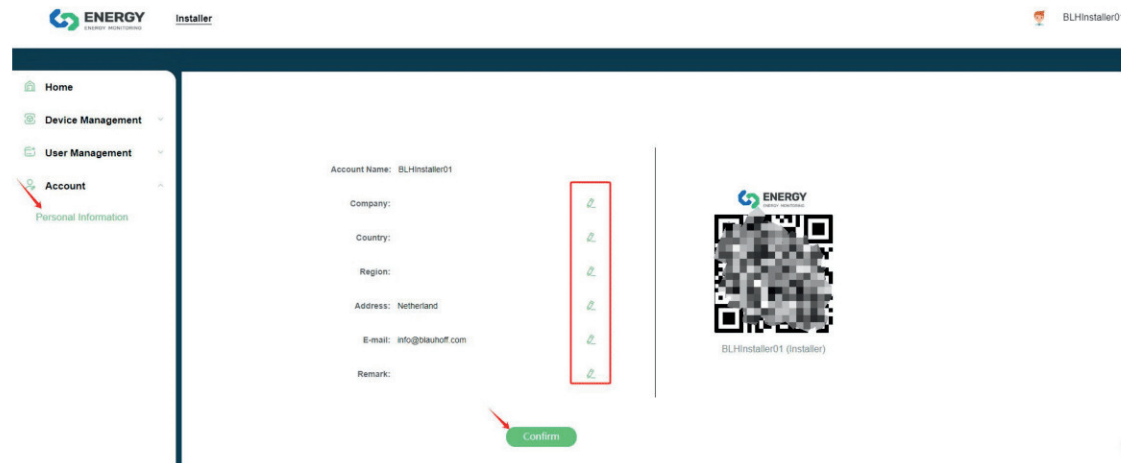 ENERGY
ENERGY MONITORING
Installer
BLHInstaller01
Home
Device Management
User Management
Account
Personal Information
Account Name: BLHInstaller01
Company:
Country:
Region:
Address: Netherland
E-mail: info@blauhoff.com
Remark:
Confirm
ENERGY
ENERGY MONITORING
BLHInstaller01 (Installer)